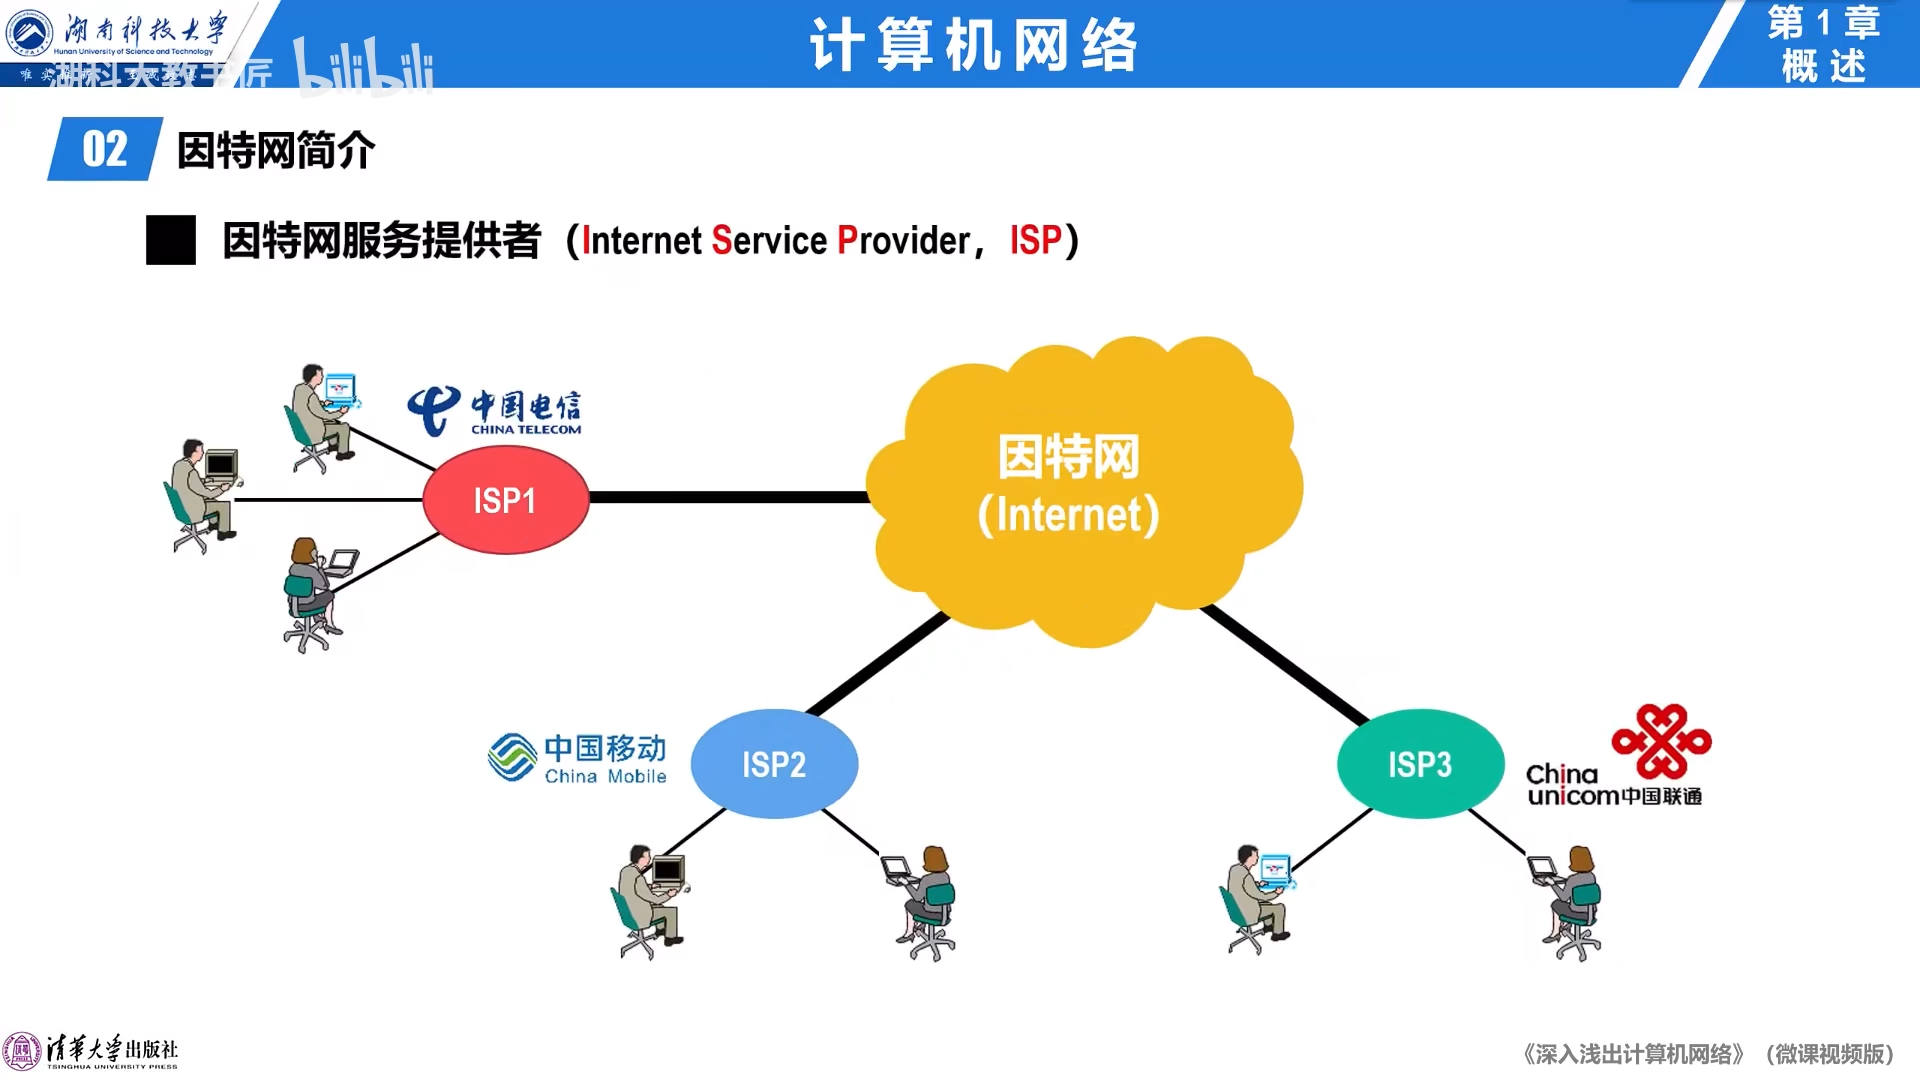 湖南科技大学
Hunan University of Science and Technology
湖科大教书匠
bilibili
计算机网络
第1章
概述
02
因特网简介
因特网服务提供者（Internet Service Provider，ISP）
中国电信
CHINA TELECOM
ISP1
因特网
（Internet）
中国移动
China Mobile
ISP2
ISP3
China
unicom中国联通
清华大学出版社
TSINGHUA UNIVERSITY PRESS
《深入浅出计算机网络》（微课视频版）